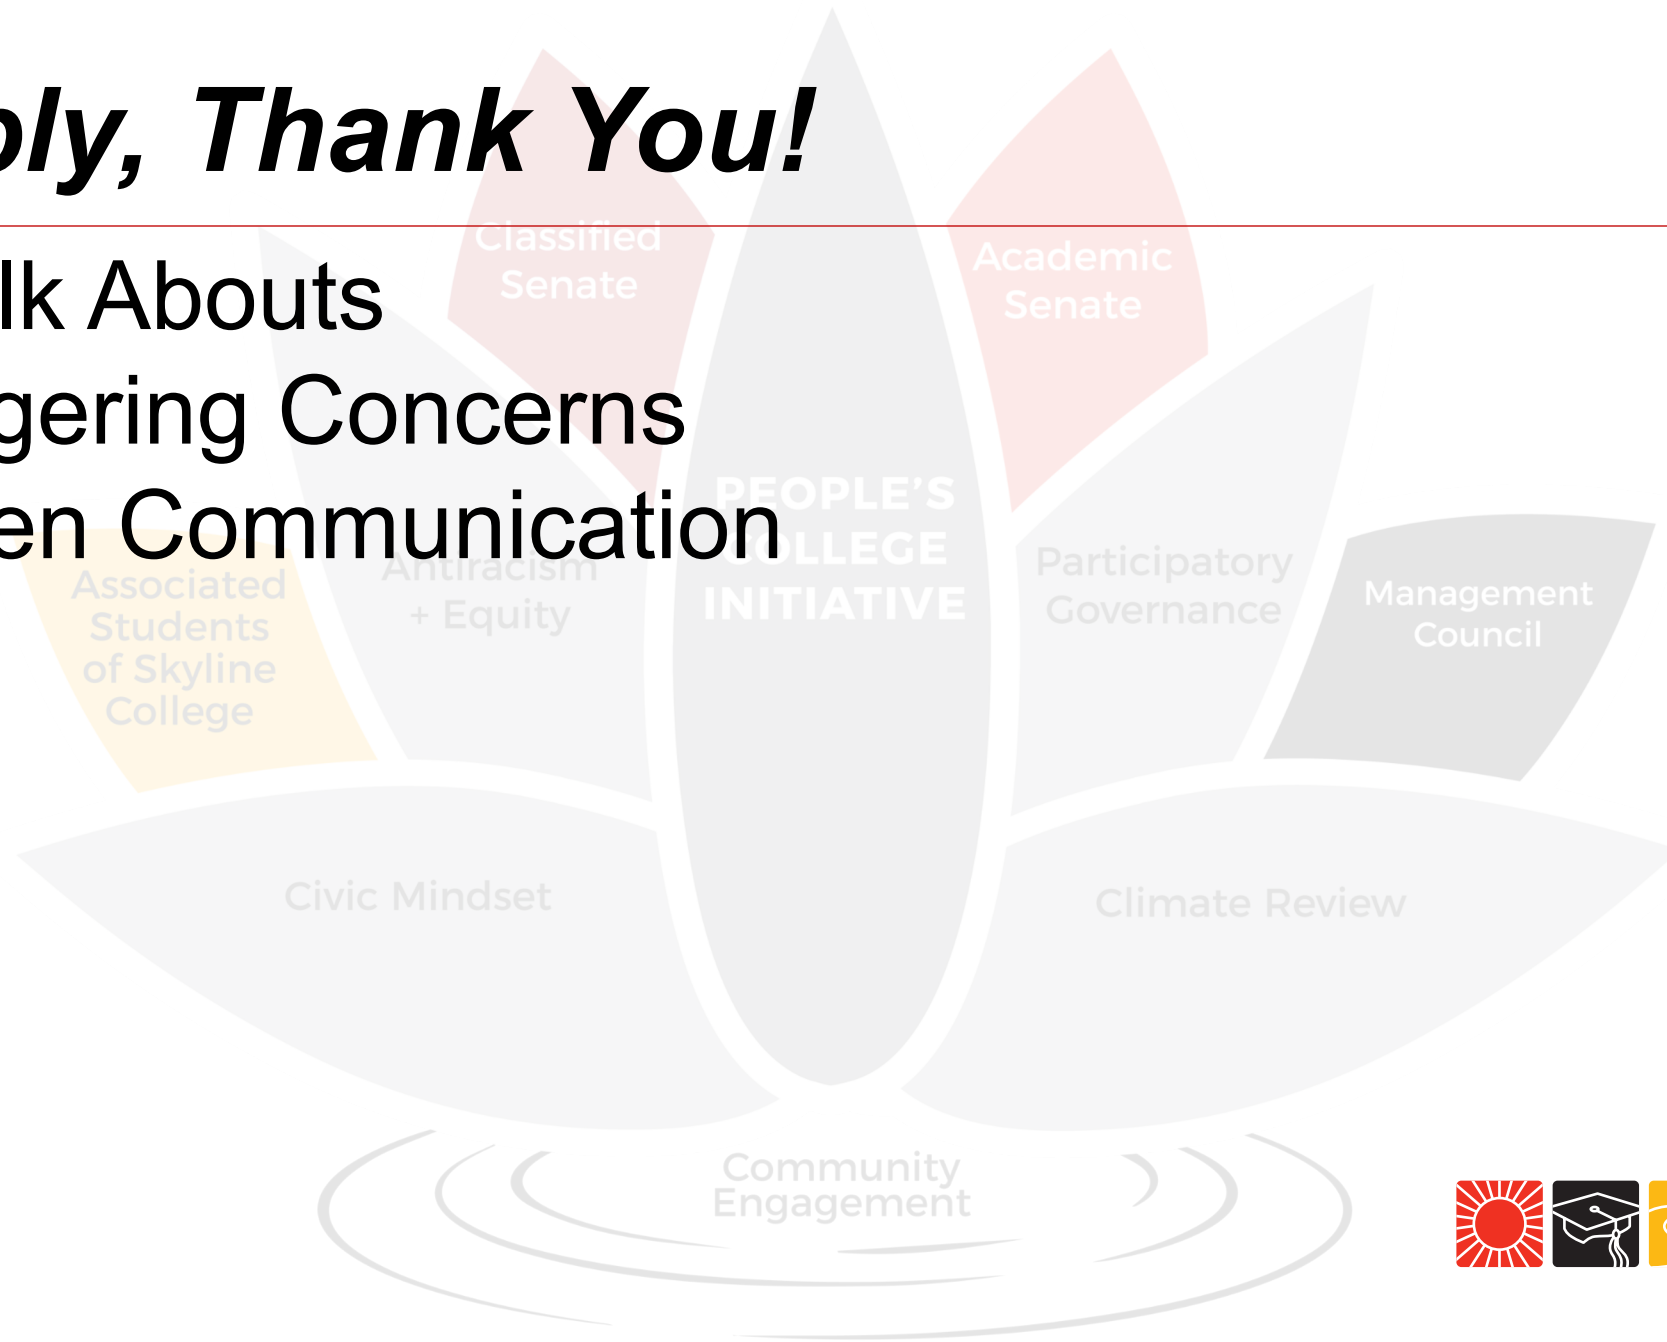 ply, Thank You!
lk Abouts
gering Concerns
en Communication
Classified
Senate
Academic
Senate
PEOPLE'S
COLLEGE
INITIATIVE
Associated
Students
of Skyline
College
Antiracism
+ Equity
Participatory
Governance
Management
Council
Civic Mindset
Climate Review
Community
Engagement